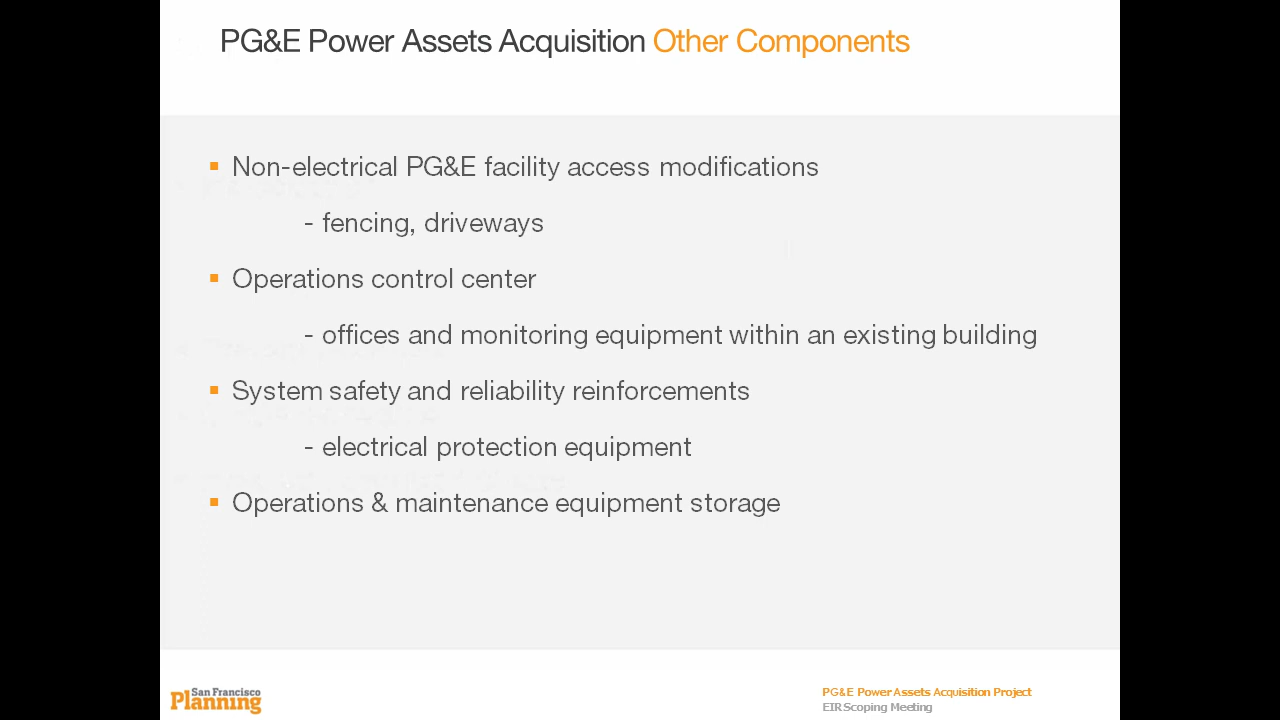 PG&E Power Assets Acquisition Other Components
Non-electrical PG&E facility access modifications
- fencing, driveways
Operations control center
- offices and monitoring equipment within an existing building
System safety and reliability reinforcements
- electrical protection equipment
Operations & maintenance equipment storage
San Francisco
Planning
PG&E Power Assets Acquisition Project
EIR Scoping Meeting